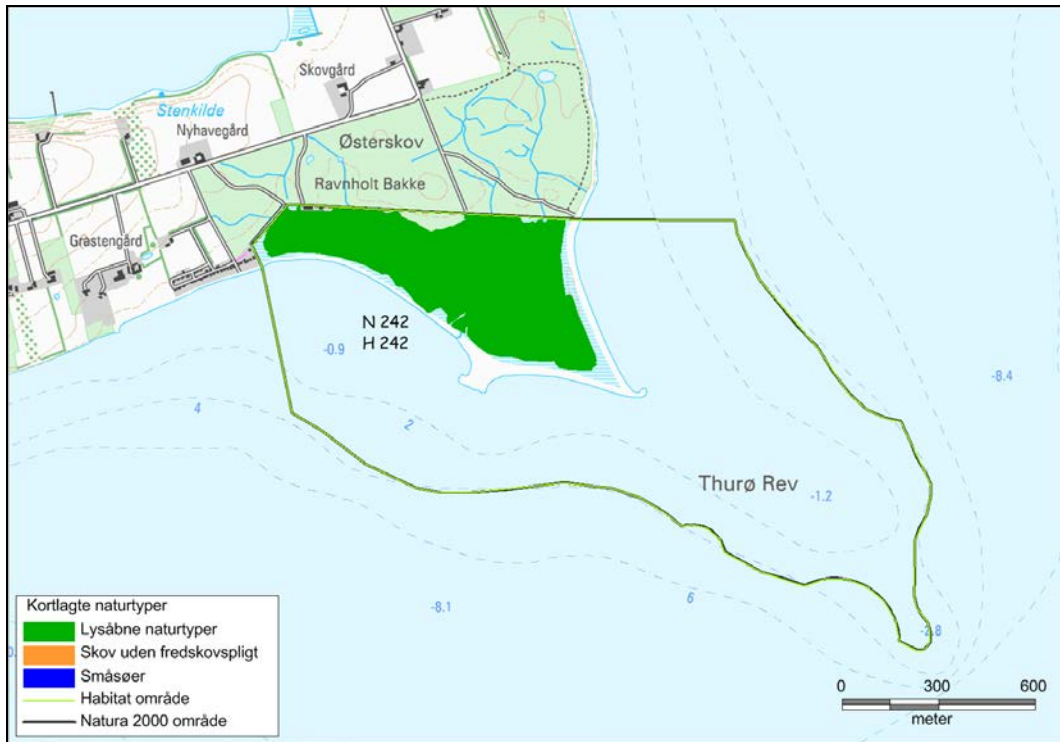 Skovgård
Stenkilde
Nyhavegård
Østerskov
Ravnholt Bakke
Grastengård
N 242
H 242
-0.9
-8.4
4
2
Thurø Rev
-1.2
6
-8.1
-2.8
5
Kortlagte naturtyper
Lysåbne naturtyper
Skov uden fredskovspligt
Småsøer
Habitat område
Natura 2000 område
0 300 600
meter